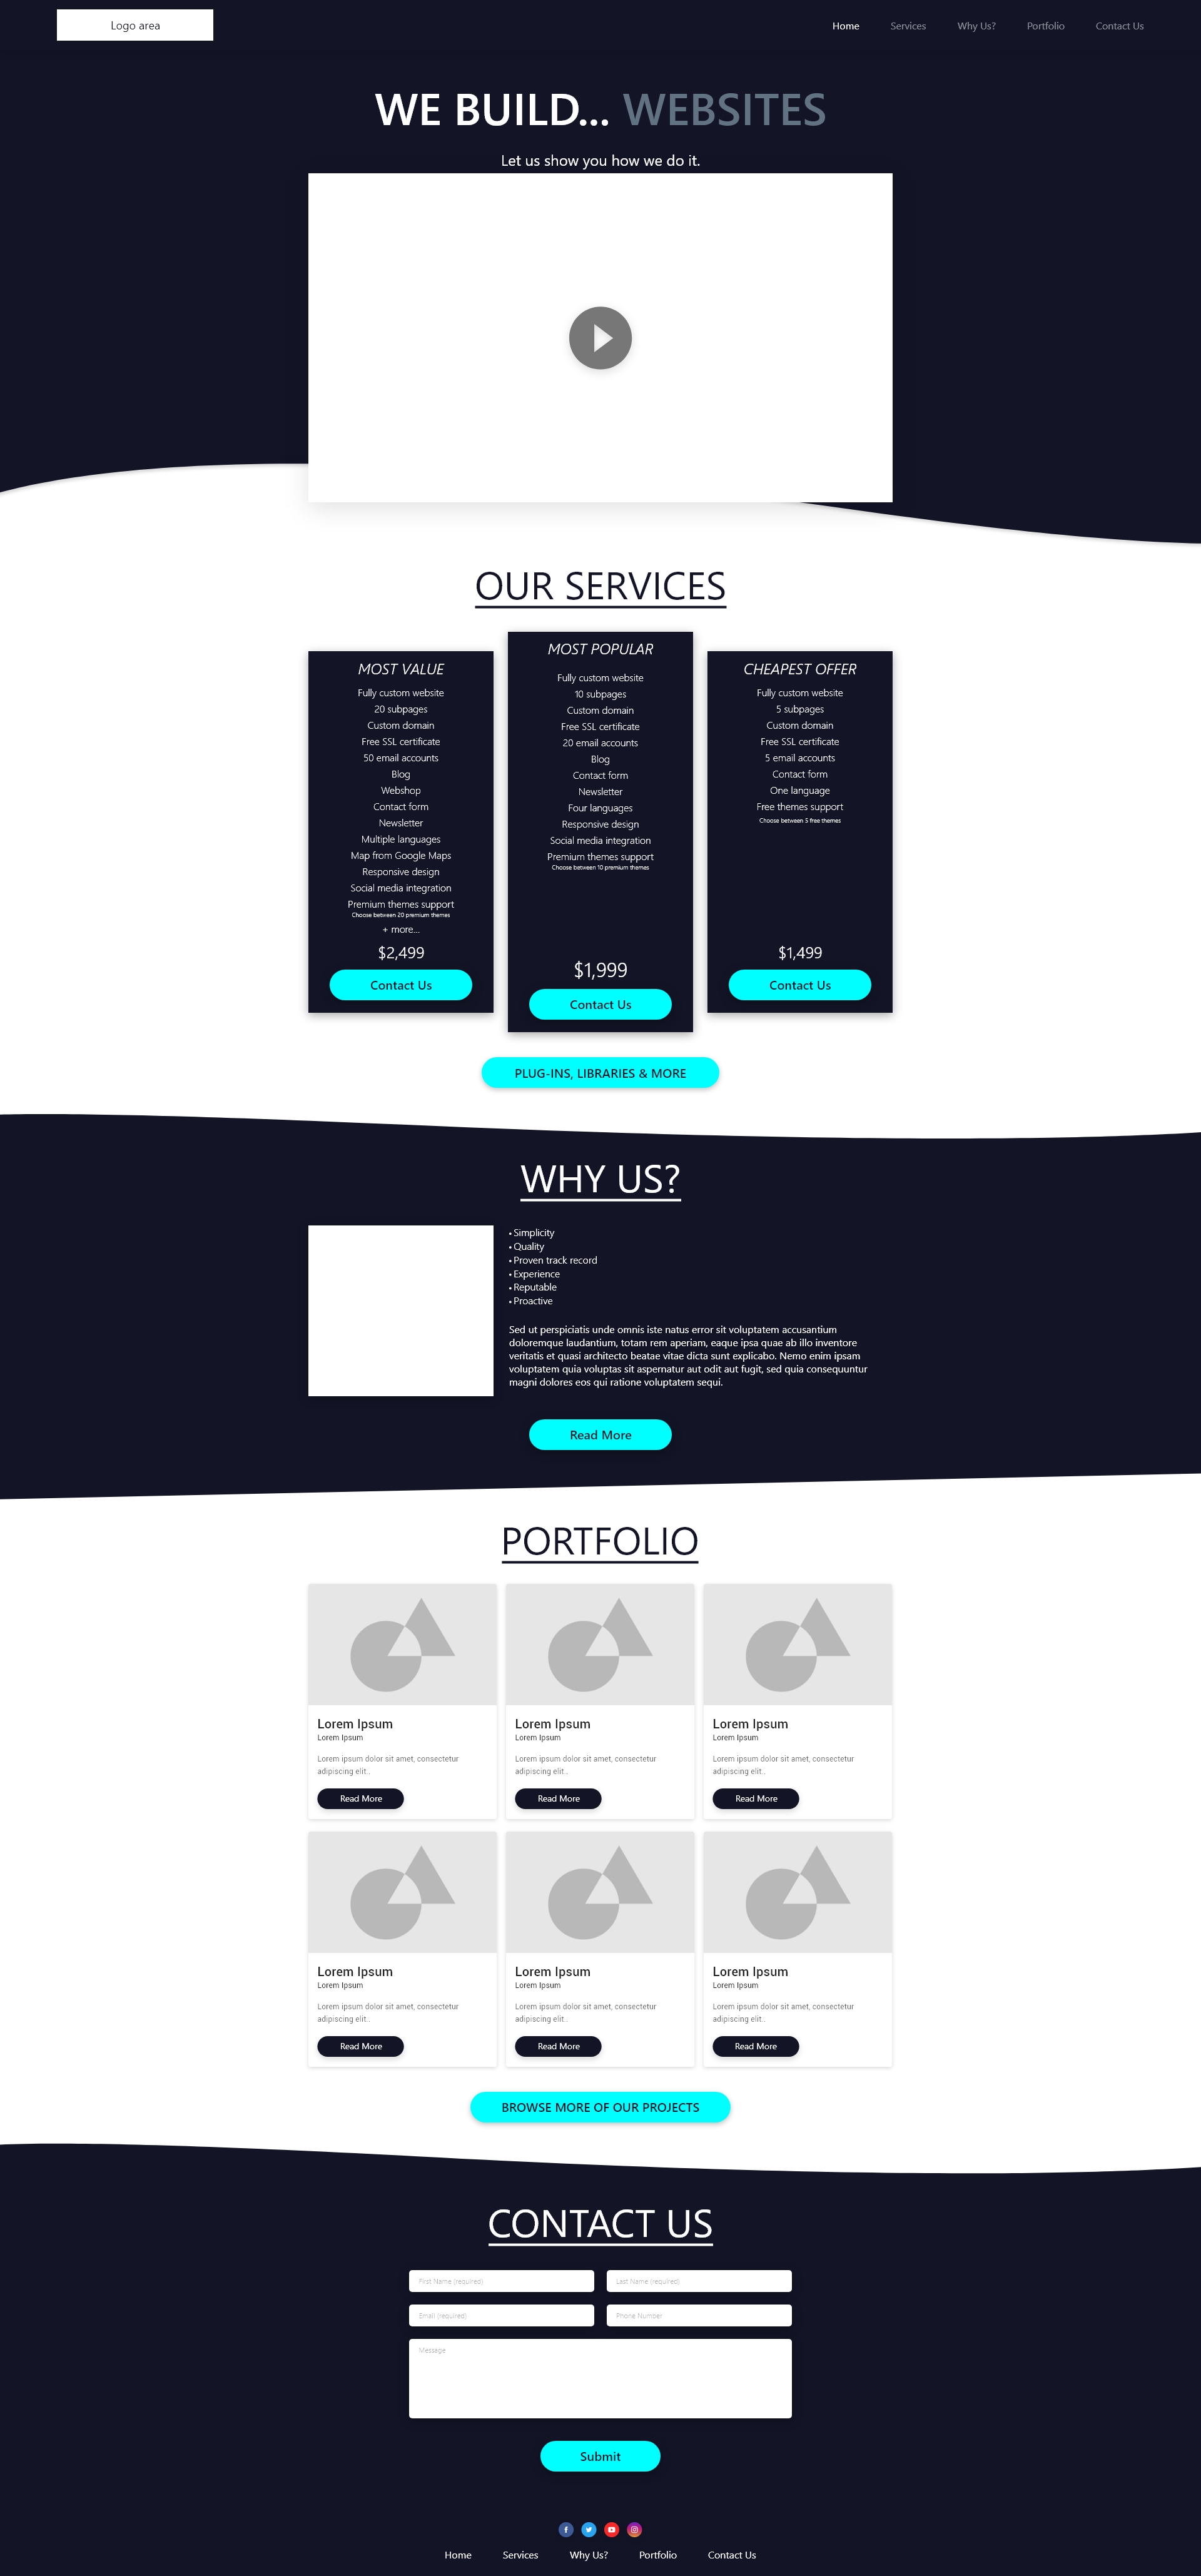 Logo area
Home Services Why Us? Portfolio Contact Us
WE BUILD... WEBSITES
Let us show you how we do it.
OUR SERVICES
MOST VALUE
Fully custom website
20 subpages
Custom domain
Free SSL certificate
50 email accounts
Blog
Webshop
Contact form
Newsletter
Multiple languages
Map from Google Maps
Responsive design
Social media integration
Premium themes support
Choose between 20 premium themes
+ more...
$2,499
Contact Us
MOST POPULAR
Fully custom website
10 subpages
Custom domain
Free SSL certificate
20 email accounts
Blog
Contact form
Newsletter
Four languages
Responsive design
Social media integration
Premium themes support
Choose between 10 premium themes
$1,999
Contact Us
CHEAPEST OFFER
Fully custom website
5 subpages
Custom domain
Free SSL certificate
5 email accounts
Contact form
One language
Free themes support
Choose between 5 free themes
$1,499
Contact Us
PLUG-INS, LIBRARIES & MORE
WHY US?
• Simplicity
• Quality
• Proven track record
• Experience
• Reputable
• Proactive
Sed ut perspiciatis unde omnis iste natus error sit voluptatem accusantium
doloremque laudantium, totam rem aperiam, eaque ipsa quae ab illo inventore
veritatis et quasi architecto beatae vitae dicta sunt explicabo. Nemo enim ipsam
voluptatem quia voluptas sit aspernatur aut odit aut fugit, sed quia consequuntur
magni dolores eos qui ratione voluptatem sequi.
Read More
PORTFOLIO
Lorem Ipsum
Lorem Ipsum
Lorem ipsum dolor sit amet, consectetur
adipiscing elit..
Read More
Lorem Ipsum
Lorem Ipsum
Lorem ipsum dolor sit amet, consectetur
adipiscing elit..
Read More
Lorem Ipsum
Lorem Ipsum
Lorem ipsum dolor sit amet, consectetur
adipiscing elit..
Read More
Lorem Ipsum
Lorem Ipsum
Lorem ipsum dolor sit amet, consectetur
adipiscing elit..
Read More
Lorem Ipsum
Lorem Ipsum
Lorem ipsum dolor sit amet, consectetur
adipiscing elit..
Read More
Lorem Ipsum
Lorem Ipsum
Lorem ipsum dolor sit amet, consectetur
adipiscing elit..
Read More
BROWSE MORE OF OUR PROJECTS
CONTACT US
First Name (required)
Last Name (required)
Email (required)
Phone Number
Message
Submit
Home Services Why Us? Portfolio Contact Us